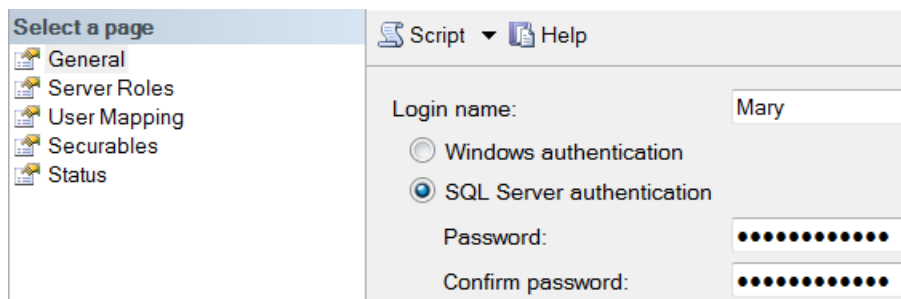 Select a page
General
Server Roles
User Mapping
Securables
Status
Script Help
Login name: Mary
Windows authentication
SQL Server authentication
Password: ●●●●●●●●●●●●
Confirm password: ●●●●●●●●●●●●